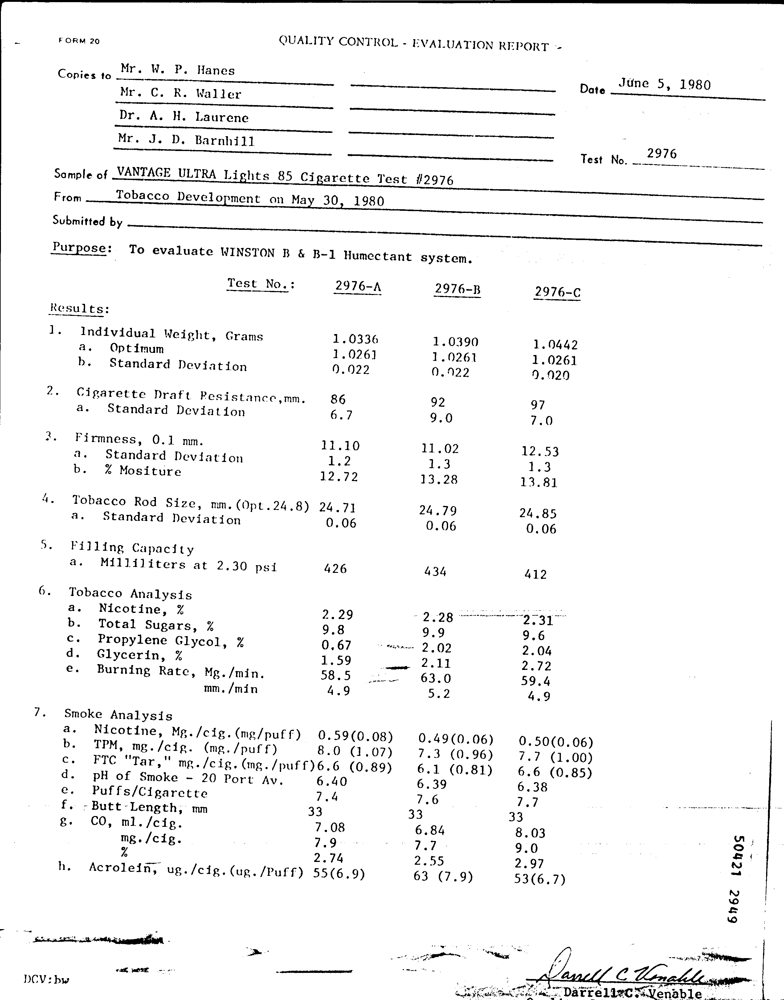 FORM 20
QUALITY CONTROL - EVALUATION REPORT -
Copies to Mr. W. P. Hanes
Mr. C. R. Waller
Date June 5, 1980
Dr. A. H. Laurene
Mr. J. D. Barnhill
Test No. 2976
Sample of VANTAGE ULTRA Lights 85 Cigarette Test #2976
From Tobacco Development on May 30, 1980
Submitted by
Purpose: To evaluate WINSTON B & B-1 Humectant system.
Test No.: 2976-A 2976-B 2976-C
Results:
1. Individual Weight, Grams 1.0336 1.0390 1.0442
a. Optimum 1.0261 1.0261 1.0261
b. Standard Deviation 0.022 0.022 0.020
2. Cigarette Draft Resistance,mm. 86 92 97
a. Standard Deviation 6.7 9.0 7.0
3. Firmness, 0.1 mm. 11.10 11.02 12.53
a. Standard Deviation 1.2 1.3 1.3
b. % Mositure 12.72 13.28 13.81
4. Tobacco Rod Size, mm.(Opt.24.8) 24.71 24.79 24.85
a. Standard Deviation 0.06 0.06 0.06
5. Filling Capacity
a. Milliliters at 2.30 psi 426 434 412
6. Tobacco Analysis
a. Nicotine, % 2.29 2.28 2.31
b. Total Sugars, % 9.8 9.9 9.6
c. Propylene Glycol, % 0.67 2.02 2.04
d. Glycerin, % 1.59 2.11 2.72
e. Burning Rate, Mg./min. 58.5 63.0 59.4
mm./min 4.9 5.2 4.9
7. Smoke Analysis
a. Nicotine, Mg./cig.(mg/puff) 0.59(0.08) 0.49(0.06) 0.50(0.06)
b. TPM, mg./cig. (mg./puff) 8.0 (1.07) 7.3 (0.96) 7.7 (1.00)
c. FTC "Tar," mg./cig.(mg./puff)6.6 (0.89) 6.1 (0.81) 6.6 (0.85)
d. pH of Smoke - 20 Port Av. 6.40 6.39 6.38
e. Puffs/Cigarette 7.4 7.6 7.7
f. Butt Length, mm 33 33 33
g. CO, ml./cig. 7.08 6.84 8.03
mg./cig. 7.9 7.7 9.0
% 2.74 2.55 2.97
h. Acrolein, ug./cig.(ug./Puff) 55(6.9) 63 (7.9) 53(6.7)
50421 2949
Darrell C. Venable
DCV:bw
Darrell C. Venable